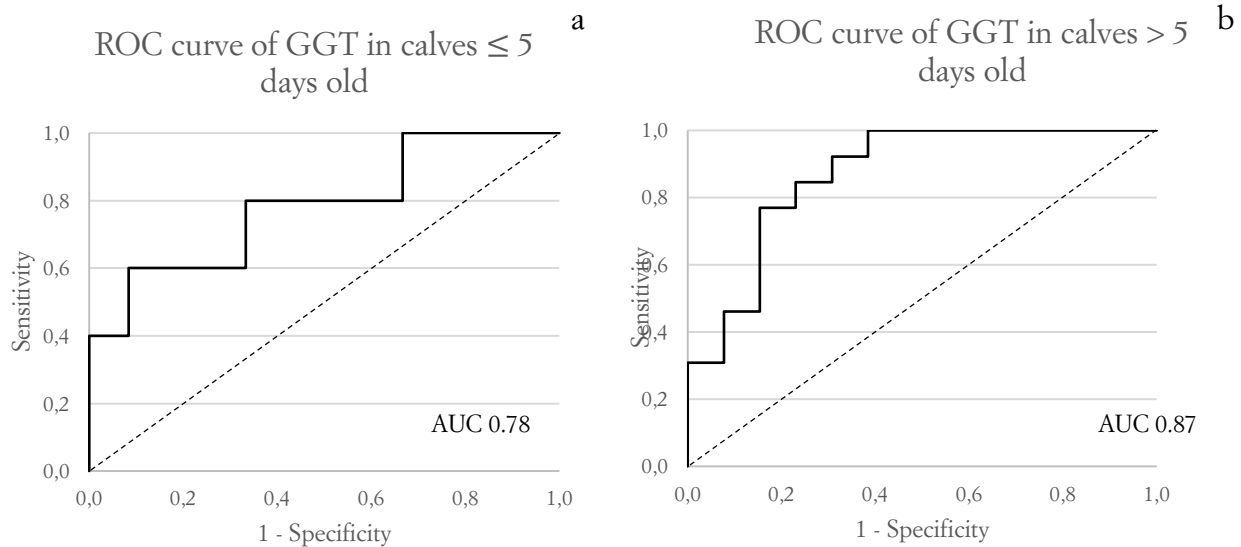 a
ROC curve of GGT in calves ≤ 5
days old
1,0
0,8
0,6
0,4
0,2
0,0
Sensitivity
AUC 0.78
0,0 0,2 0,4 0,6 0,8 1,0
1 - Specificity
b
ROC curve of GGT in calves > 5
days old
1,0
0,8
0,6
0,4
0,2
0,0
Sensitivity
AUC 0.87
0,0 0,2 0,4 0,6 0,8 1,0
1 - Specificity